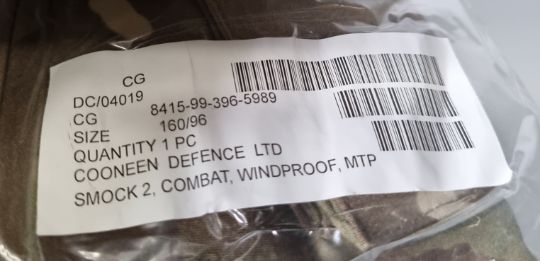 CG
DC/04019
CG 8415-99-396-5989
SIZE 160/96
QUANTITY 1 PC
COONEEN DEFENCE LTD
SMOCK 2, COMBAT, WINDPROOF, MTP